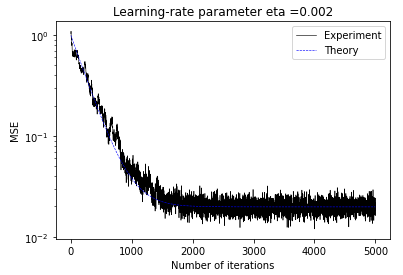 Learning-rate parameter eta =0.002
Experiment
Theory
10⁰
10⁻¹
10⁻²
MSE
0 1000 2000 3000 4000 5000
Number of iterations